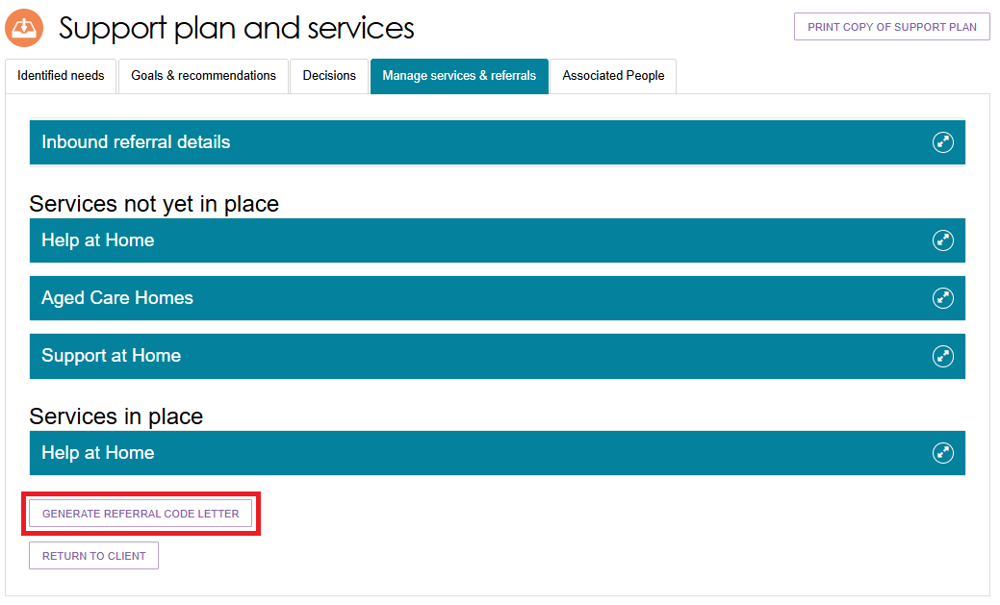 Support plan and services
PRINT COPY OF SUPPORT PLAN
Identified needs
Goals & recommendations
Decisions
Manage services & referrals
Associated People
Inbound referral details
Services not yet in place
Help at Home
Aged Care Homes
Support at Home
Services in place
Help at Home
GENERATE REFERRAL CODE LETTER
RETURN TO CLIENT